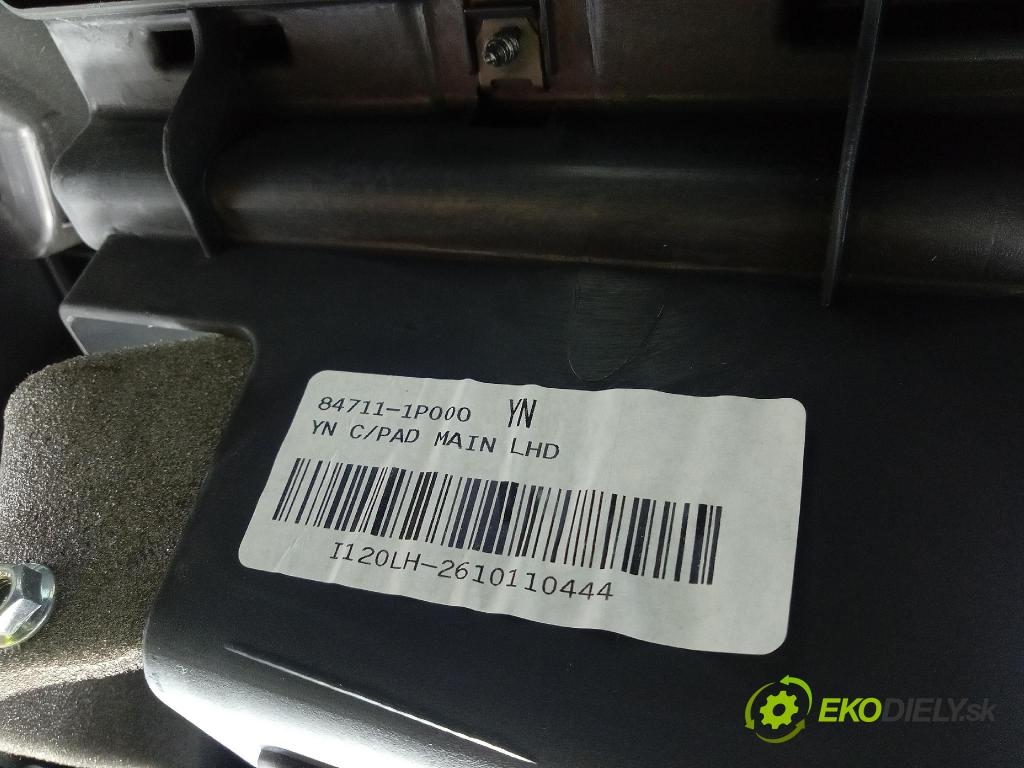 84711-1P000 YN
YN C/PAD MAIN LHD
I120LH-2610110444
EKODIELY.sk